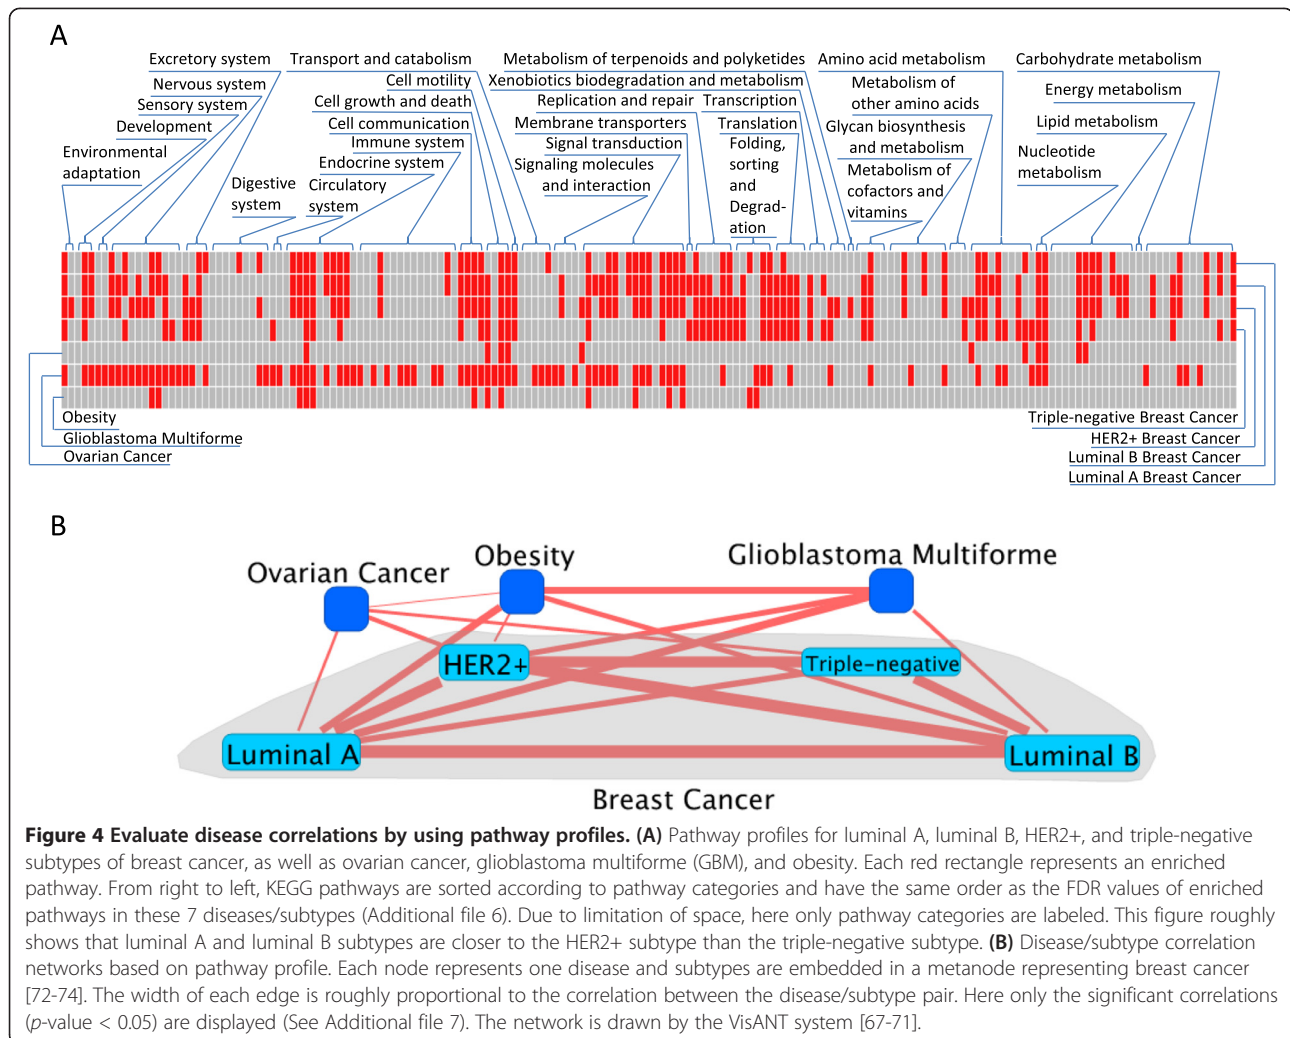 A
Excretory system
Transport and catabolism
Metabolism of terpenoids and polyketides
Amino acid metabolism
Carbohydrate metabolism
Nervous system
Cell motility
Xenobiotics biodegradation and metabolism
Metabolism of
other amino acids
Energy metabolism
Sensory system
Cell growth and death
Replication and repair
Transcription
Development
Cell communication
Membrane transporters
Translation
Glycan biosynthesis
and metabolism
Lipid metabolism
Environmental
adaptation
Immune system
Signal transduction
Folding,
sorting
and
Degrad-
ation
Endocrine system
Signaling molecules
and interaction
Metabolism of
cofactors and
vitamins
Nucleotide
metabolism
Digestive
system
Circulatory
system
Obesity
Glioblastoma Multiforme
Ovarian Cancer
Triple-negative Breast Cancer
HER2+ Breast Cancer
Luminal B Breast Cancer
Luminal A Breast Cancer
B
Ovarian Cancer
Obesity
Glioblastoma Multiforme
HER2+
Triple-negative
Luminal A
Luminal B
Breast Cancer
Figure 4 Evaluate disease correlations by using pathway profiles. (A) Pathway profiles for luminal A, luminal B, HER2+, and triple-negative
subtypes of breast cancer, as well as ovarian cancer, glioblastoma multiforme (GBM), and obesity. Each red rectangle represents an enriched
pathway. From right to left, KEGG pathways are sorted according to pathway categories and have the same order as the FDR values of enriched
pathways in these 7 diseases/subtypes (Additional file 6). Due to limitation of space, here only pathway categories are labeled. This figure roughly
shows that luminal A and luminal B subtypes are closer to the HER2+ subtype than the triple-negative subtype. (B) Disease/subtype correlation
networks based on pathway profile. Each node represents one disease and subtypes are embedded in a metanode representing breast cancer
[72-74]. The width of each edge is roughly proportional to the correlation between the disease/subtype pair. Here only the significant correlations
(p-value < 0.05) are displayed (See Additional file 7). The network is drawn by the VisANT system [67-71].